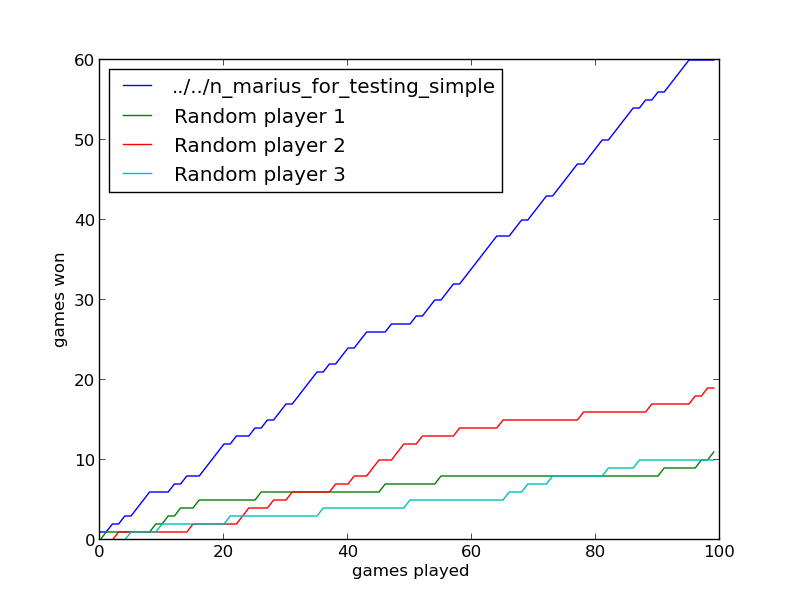 60
50
40
30
20
10
0
../../n_marius_for_testing_simple
Random player 1
Random player 2
Random player 3
games won
0 20 40 60 80 100
games played